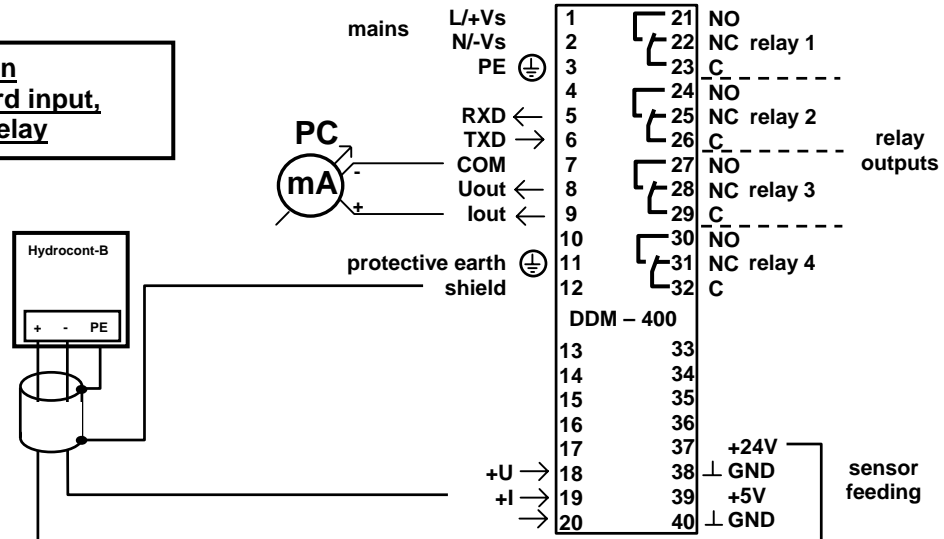 n
rd input,
elay
mains
L/+Vs 1 21 NO
N/-Vs 2 22 NC relay 1
PE 3 23 C
4 24 NO
RXD ← 5 25 NC relay 2
TXD → 6 26 C
PC
COM 7 27 NO
mA - +
Uout ← 8 28 NC relay 3
Iout ← 9 29 C
10 30 NO
protective earth 11 31 NC relay 4
shield 12 32 C
relay
outputs
DDM – 400
Hydrocont-B
+ - PE
13 33
14 34
15 35
16 36
17 37 +24V
+U → 18 38 ⊥ GND
+I → 19 39 +5V
→ 20 40 ⊥ GND
sensor
feeding